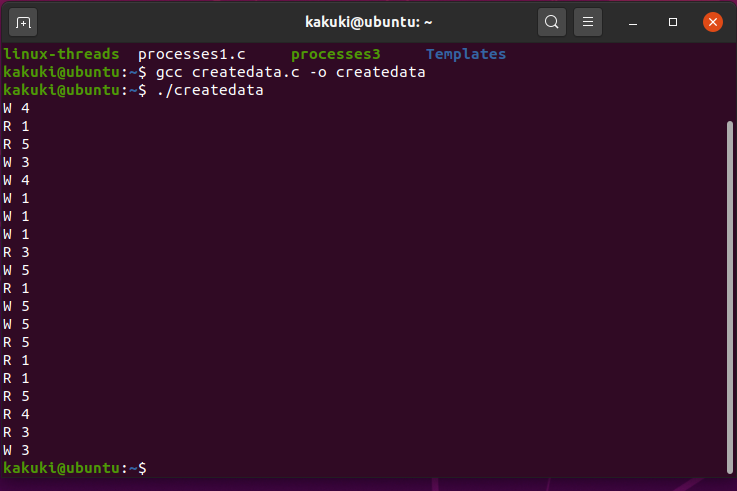 kakuki@ubuntu: ~
linux-threads  processes1.c     processes3     Templates
kakuki@ubuntu:~$ gcc createdata.c -o createdata
kakuki@ubuntu:~$ ./createdata
W 4
R 1
R 5
W 3
W 4
W 1
W 1
W 1
R 3
W 5
R 1
W 5
W 5
R 5
R 1
R 1
R 5
R 4
R 3
W 3
kakuki@ubuntu:~$